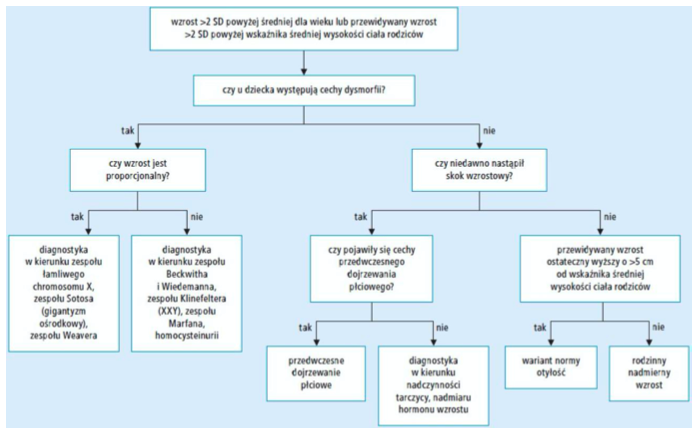 wzrost >2 SD powyżej średniej dla wieku lub przewidywany wzrost
>2 SD powyżej wskaźnika średniej wysokości ciała rodziców
czy u dziecka występują cechy dysmorfii?
tak
nie
czy wzrost jest
proporcjonalny?
czy niedawno nastąpił
skok wzrostowy?
tak
nie
tak
nie
diagnostyka
w kierunku zespołu
łamliwego
chromosomu X,
zespołu Sotosa
(gigantyzm
ośrodkowy),
zespołu Weavera
diagnostyka
w kierunku zespołu
Beckwitha
i Wiedemanna,
zespołu Klinefeltera
(XXY), zespołu
Marfana,
homocysteinurii
czy pojawiły się cechy
przedwczesnego
dojrzewania
płciowego?
przewidywany wzrost
ostateczny wyższy o >5 cm
od wskaźnika średniej
wysokości ciała rodziców
tak
nie
tak
nie
przedwczesne
dojrzewanie
płciowe
diagnostyka
w kierunku
nadczynności
tarczycy, nadmiaru
hormonu wzrostu
wariant normy
otyłość
rodzinny
nadmierny
wzrost